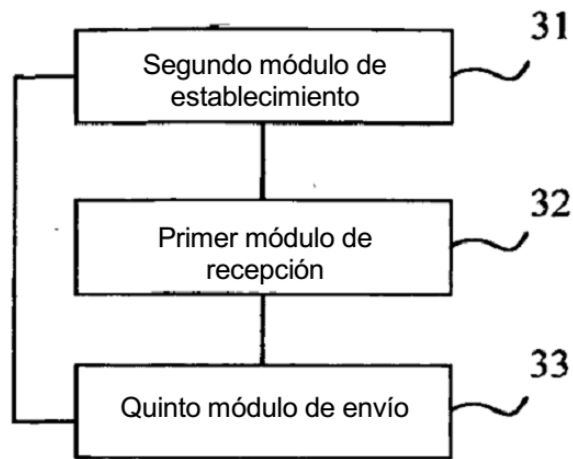 31
Segundo módulo de
establecimiento
32
Primer módulo de
recepción
33
Quinto módulo de envío